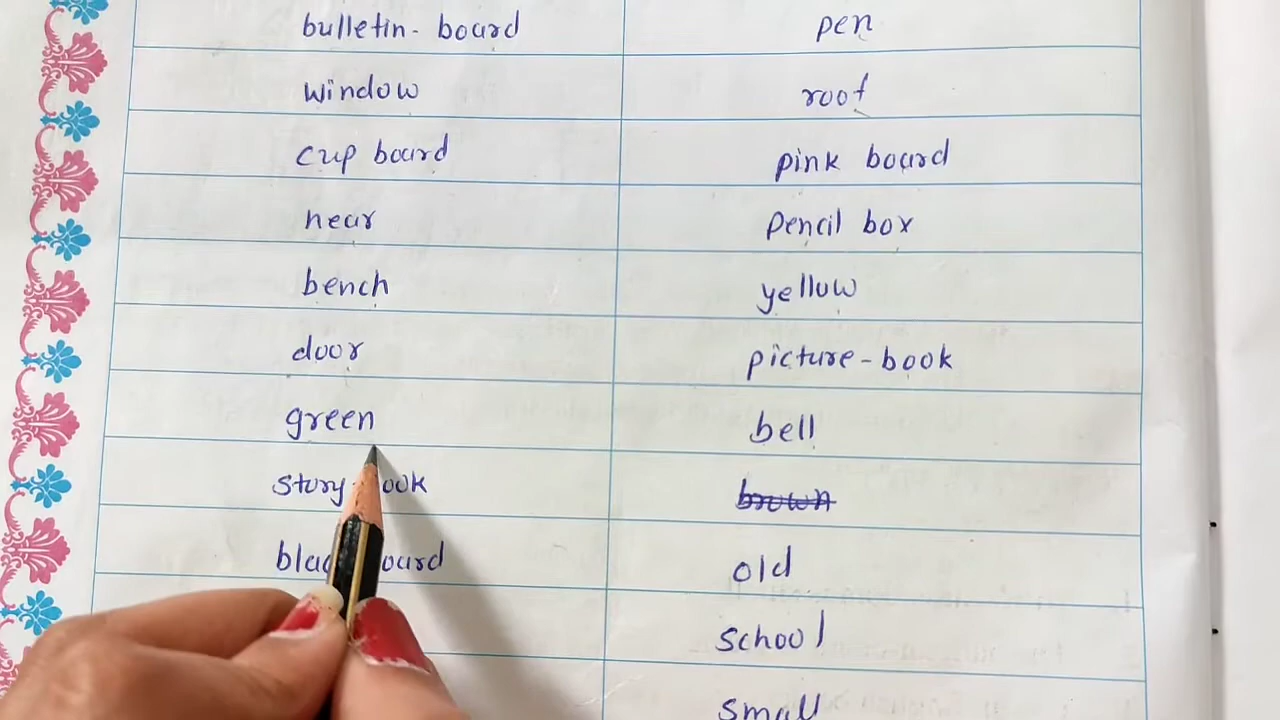 bulletin-board pen
window roof
cup board pink board
near Pencil box
bench yellow
door picture-book
green bell
brown
old
school
small